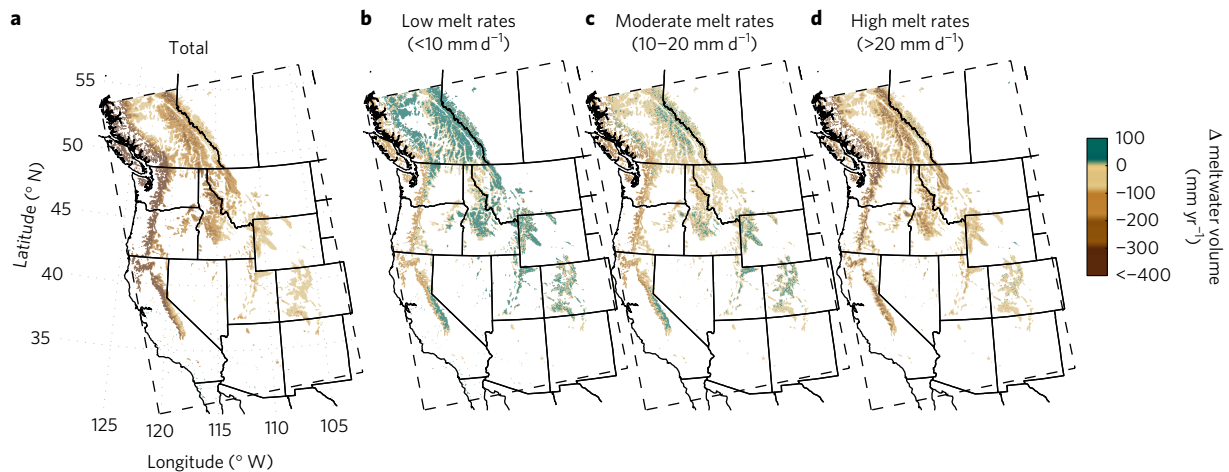 a
Total
b
Low melt rates
(<10 mm d⁻¹)
c
Moderate melt rates
(10–20 mm d⁻¹)
d
High melt rates
(>20 mm d⁻¹)
55
50
45
40
35
Latitude (° N)
125
120
115
110
105
Longitude (° W)
100
0
−100
−200
−300
<−400
Δ meltwater volume
(mm yr⁻¹)